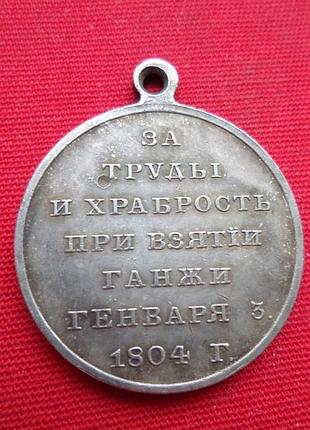 ЗА
ТРУДЫ
И ХРАБРОСТЬ
ПРИ ВЗЯТІИ
ГАНЖИ
ГЕНВАРЯ 3.
1804 Г.